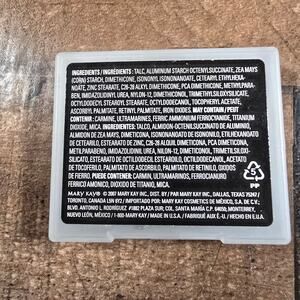 INGREDIENTS / INGRÉDIENTS: TALC, ALUMINUM STARCH OCTENYLSUCCINATE, ZEA MAYS
(CORN) STARCH, DIMETHICONE, ISONONYL ISONONANOATE, CETEARYL ETHYLHEXA-
NOATE, ZINC STEARATE, C26-28 ALKYL DIMETHICONE, PCA DIMETHICONE, METHYLPARA-
BEN, IMIDAZOLIDINYL UREA, NYLON-12, DIMETHICONOL, TRIMETHYLSILOXYSILICATE,
OCTYLDODECYL STEAROYL STEARATE, OCTYLDODECANOL, TOCOPHERYL ACETATE,
ASCORBYL PALMITATE, RETINYL PALMITATE, IRON OXIDES. MAY CONTAIN / PEUT
CONTENIR: CARMINE, ULTRAMARINES, FERRIC AMMONIUM FERROCYANIDE, TITANIUM
DIOXIDE, MICA. INGREDIENTES: TALCO, ALMIDÓN OCTENILSUCCINATO DE ALUMINIO,
ALMIDÓN DE ZEA MAYS, DIMETICONA, ISONONANOATO DE ISONONILO, ETILHEXANOATO
DE CETEARILO, ESTEARATO DE ZINC, C26-28 ALQUIL DIMETICONA, PCA DIMETICONA,
METILPARABENO, IMIDAZOLIDINIL UREA, NILON-12, DIMETICONOL, TRIMETILSILOXI-
SILICATO, ESTEARATO DE OCTILDODECIL ESTEAROIL, OCTILDODECANOL, ACETATO
DE TOCOFERILO, PALMITATO DE ASCORBILO, PALMITATO DE RETINILO, ÓXIDOS DE
HIERRO. PUEDE CONTENER: CARMÍN, ULTRAMARINOS, FERROCIANURO
FÉRRICO AMÓNICO, DIÓXIDO DE TITANIO, MICA.
MARY KAY® © 2007 MARY KAY INC. DIST. BY / PAR MARY KAY INC., DALLAS, TEXAS 75247 /
TORONTO, CANADA L5N 0Y2 / IMPORTADO POR: MARY KAY COSMETICS DE MÉXICO, S.A. DE C.V.
BLVD. ANTONIO L. RODRÍGUEZ #1882 PLAZA SUR, COL. SANTA MARÍA C.P. 64650, MONTERREY,
NUEVO LEÓN, MÉXICO / 1-800-MARY KAY / MADE IN U.S.A. / FABRIQUÉ AUX É.-U. / HECHO EN E.U.A.
5
PP